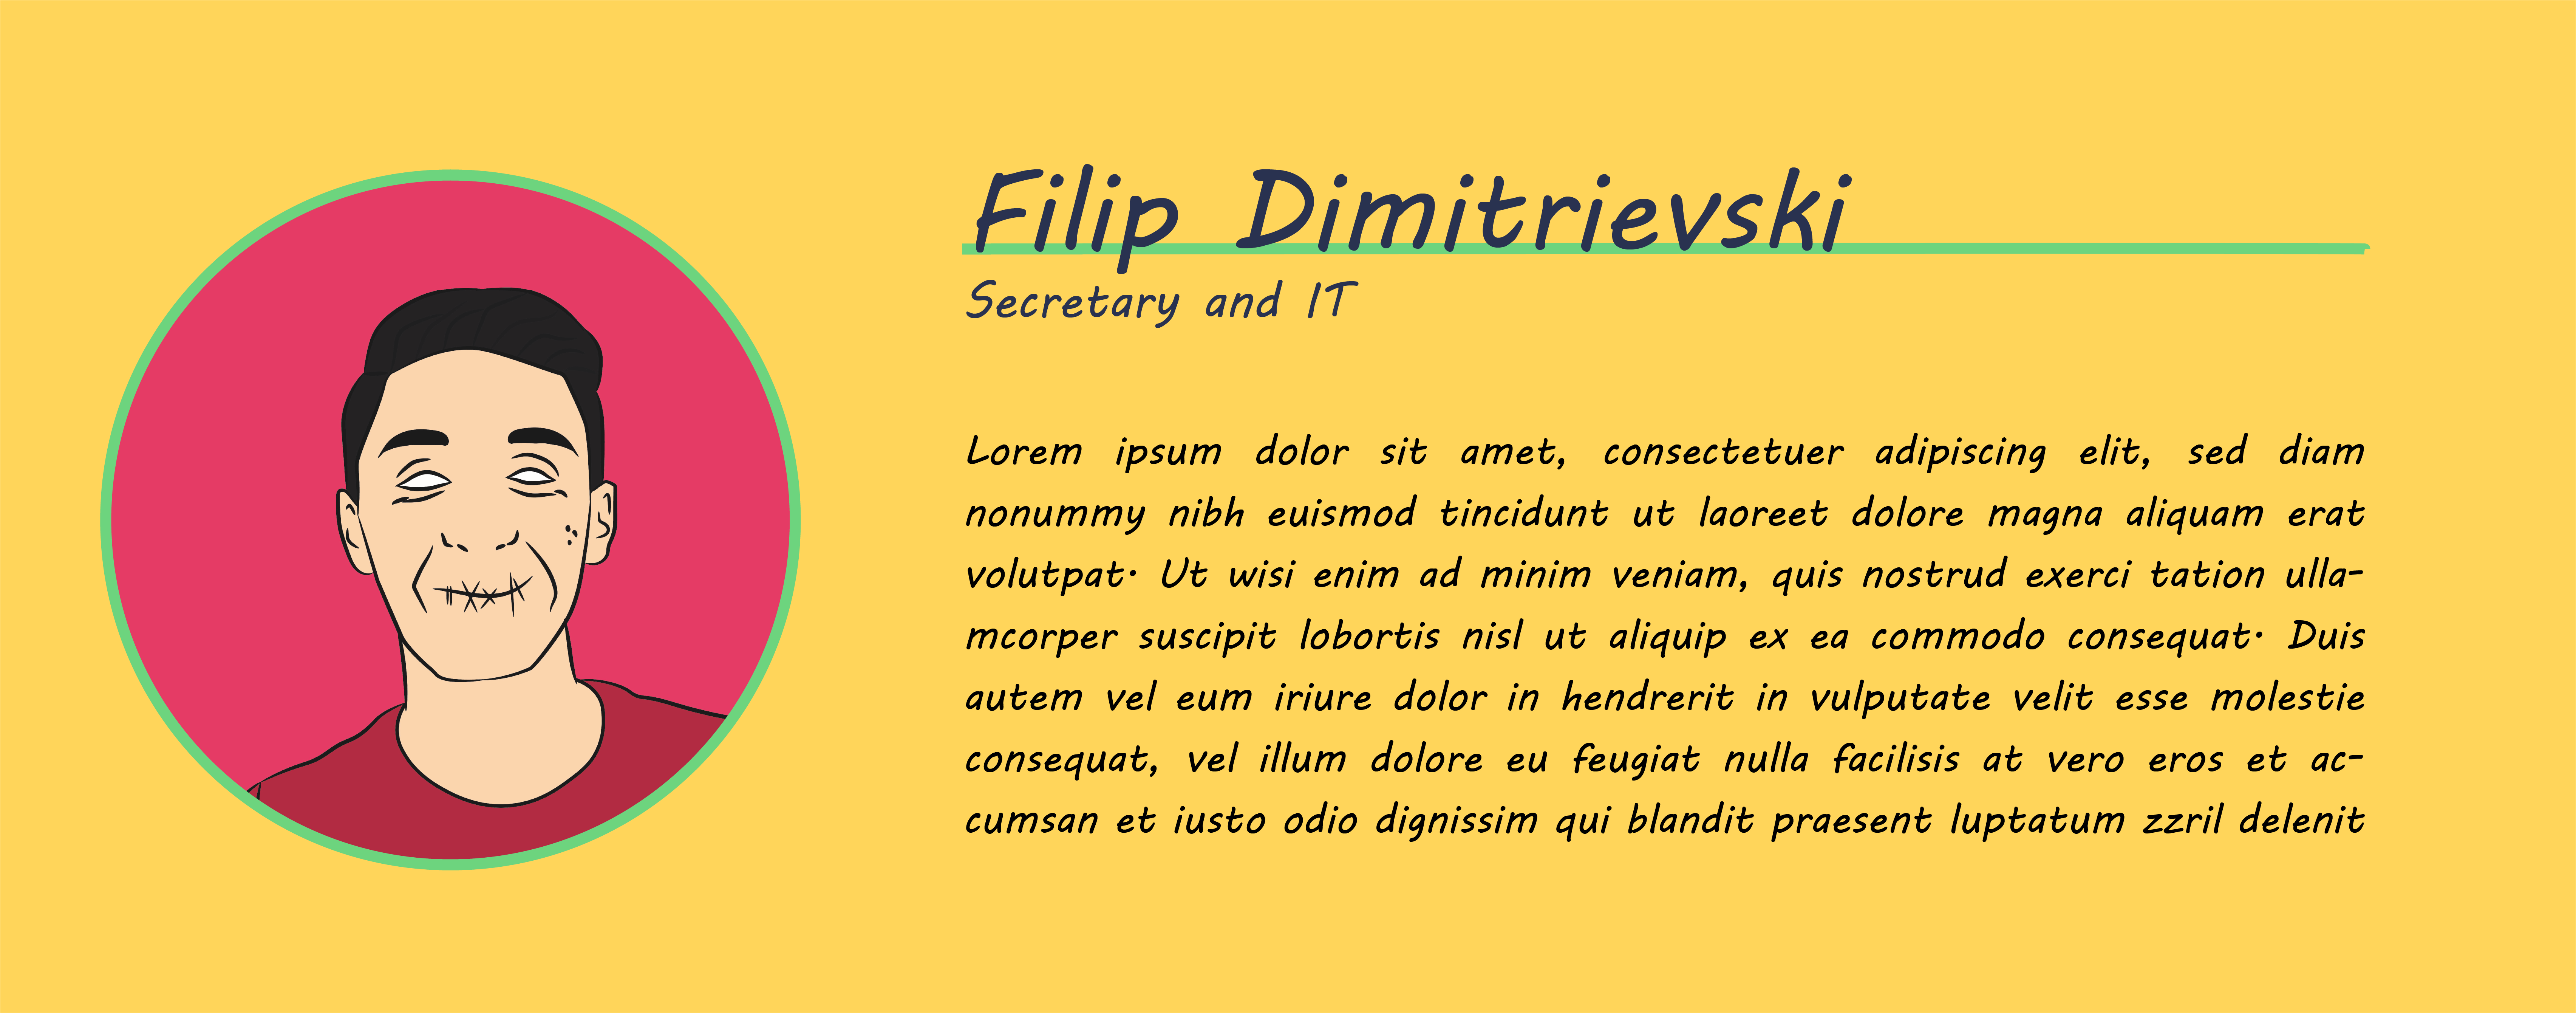 Filip Dimitrievski
Secretary and IT
Lorem ipsum dolor sit amet, consectetuer adipiscing elit, sed diam
nonummy nibh euismod tincidunt ut laoreet dolore magna aliquam erat
volutpat. Ut wisi enim ad minim veniam, quis nostrud exerci tation ulla-
mcorper suscipit lobortis nisl ut aliquip ex ea commodo consequat. Duis
autem vel eum iriure dolor in hendrerit in vulputate velit esse molestie
consequat, vel illum dolore eu feugiat nulla facilisis at vero eros et ac-
cumsan et iusto odio dignissim qui blandit praesent luptatum zzril delenit